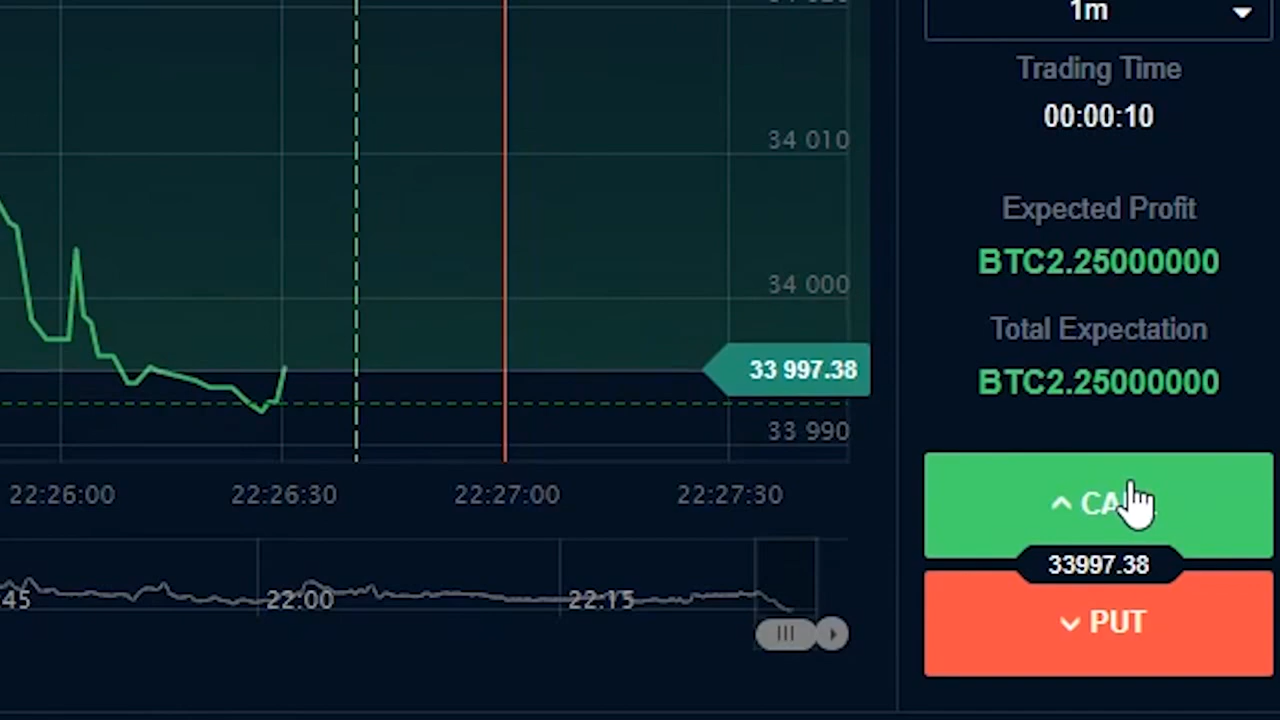 1m
Trading Time
00:00:10
34 010
Expected Profit
BTC2.25000000
34 000
Total Expectation
33 997.38
BTC2.25000000
33 990
22:26:00
22:26:30
22:27:00
22:27:30
33997.38
45
22:00
22:15
PUT